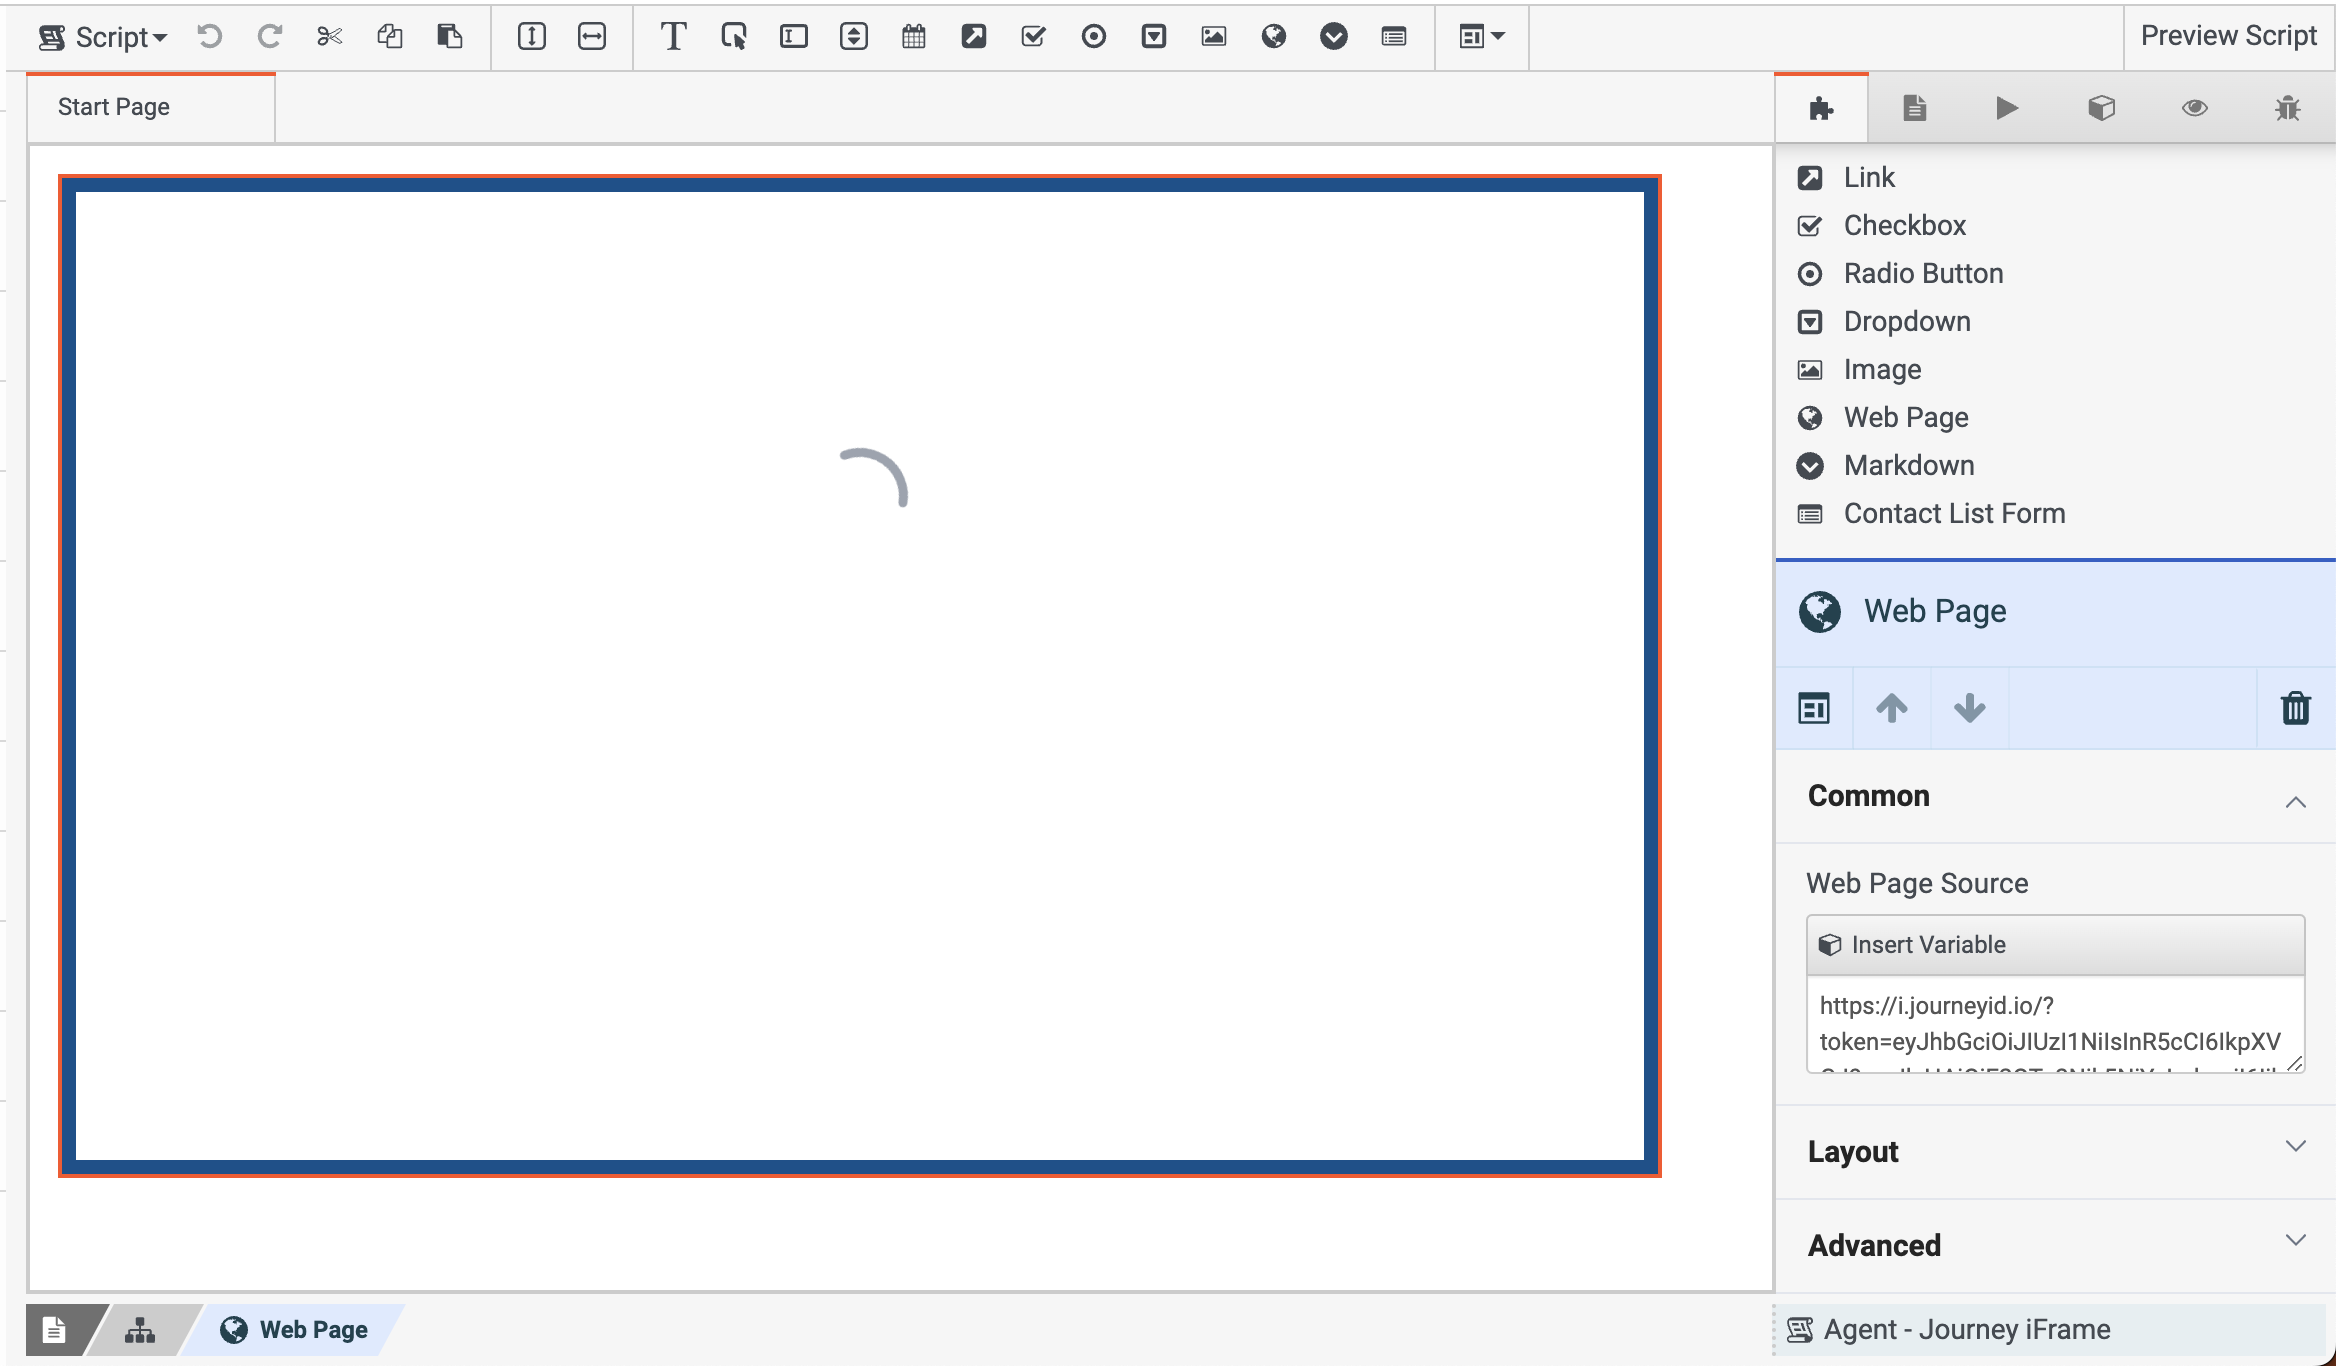 Script
Preview Script
Start Page
Link
Checkbox
Radio Button
Dropdown
Image
Web Page
Markdown
Contact List Form
Web Page
Common
Web Page Source
Insert Variable
https://i.journeyid.io/?
token=eyJhbGciOiJIUzI1NiIsInR5cCI6IkpXV
Layout
Advanced
Web Page
Agent - Journey iFrame